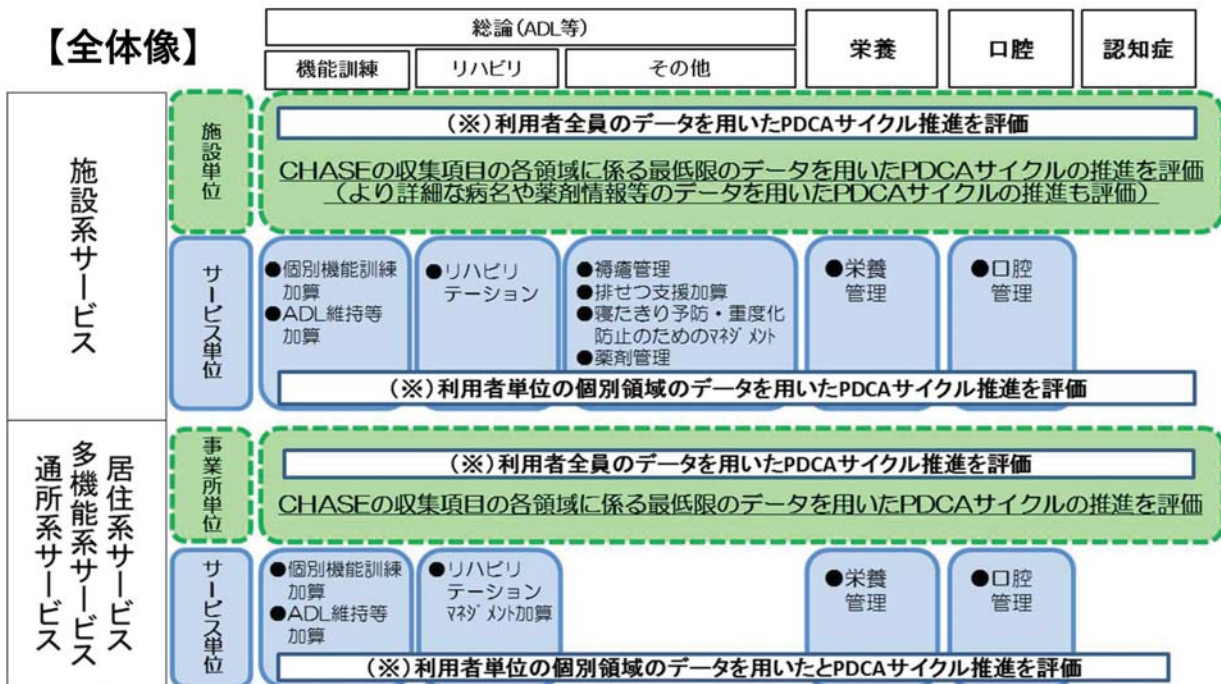 【全体像】
総論(ADL等)
機能訓練
リハビリ
その他
栄養
口腔
認知症
施設系サービス
施設単位
(※)利用者全員のデータを用いたPDCAサイクル推進を評価
CHASEの収集項目の各領域に係る最低限のデータを用いたPDCAサイクルの推進を評価
(より詳細な病名や薬剤情報等のデータを用いたPDCAサイクルの推進も評価)
サービス単位
●個別機能訓練
加算
●ADL維持等
加算
●リハビリ
テーション
●褥瘡管理
●排せつ支援加算
●寝たきり予防・重度化
防止のためのマネジメント
●薬剤管理
●栄養
管理
●口腔
管理
(※)利用者単位の個別領域のデータを用いたPDCAサイクル推進を評価
居住系サービス
多機能系サービス
通所系サービス
事業所単位
(※)利用者全員のデータを用いたPDCAサイクル推進を評価
CHASEの収集項目の各領域に係る最低限のデータを用いたPDCAサイクルの推進を評価
サービス単位
●個別機能訓練
加算
●ADL維持等
加算
●リハビリ
テーション
マネジメント加算
●栄養
管理
●口腔
管理
(※)利用者単位の個別領域のデータを用いたとPDCAサイクル推進を評価